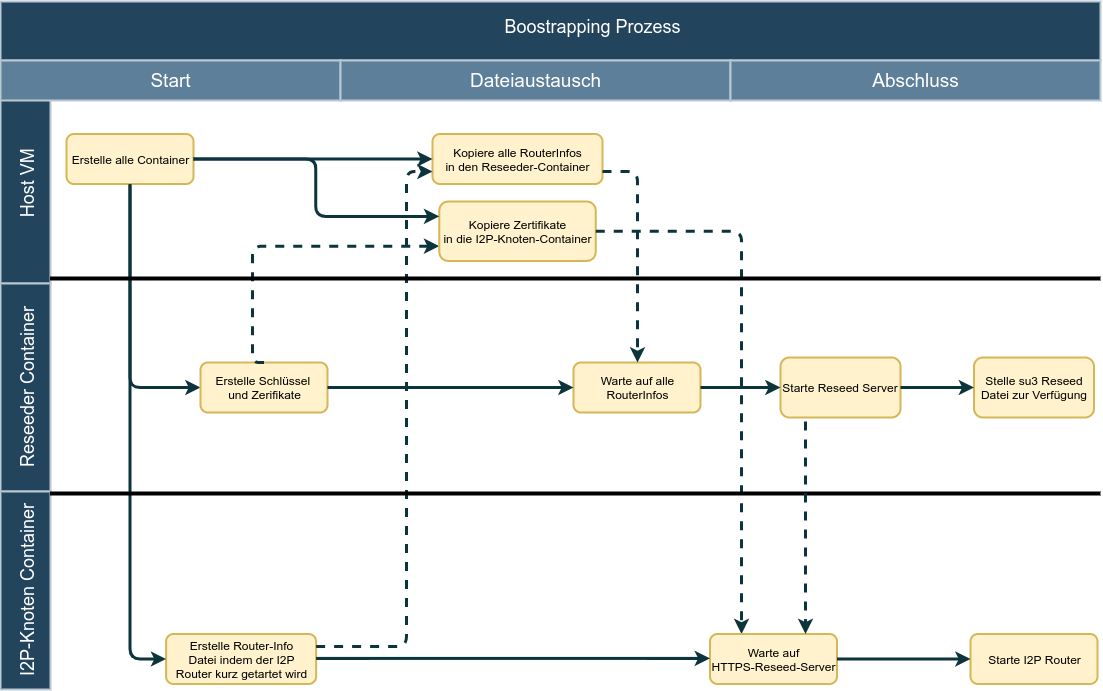 Boostrapping Prozess
Start
Dateiaustausch
Abschluss
Host VM
Erstelle alle Container
Kopiere alle RouterInfos
in den Reseeder-Container
Kopiere Zertifikate
in die I2P-Knoten-Container
Reseeder Container
Erstelle Schlüssel
und Zerifikate
Warte auf alle
RouterInfos
Starte Reseed Server
Stelle su3 Reseed
Datei zur Verfügung
I2P-Knoten Container
Erstelle Router-Info
Datei indem der I2P
Router kurz getartet wird
Warte auf
HTTPS-Reseed-Server
Starte I2P Router